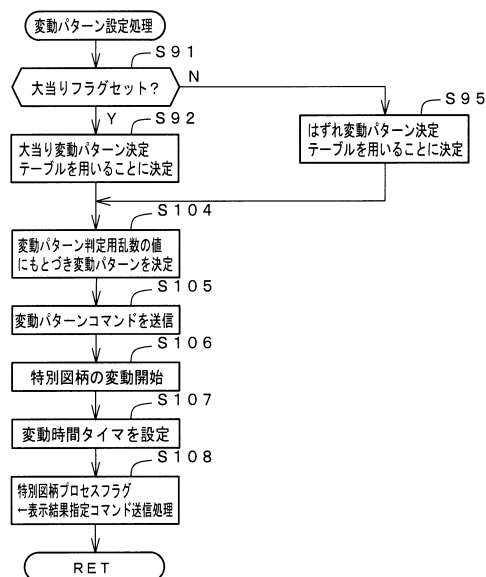 変動パターン設定処理
S91
大当りフラグセット?
N
Y
S92
大当り変動パターン決定
テーブルを用いることに決定
S95
はずれ変動パターン決定
テーブルを用いることに決定
S104
変動パターン判定用乱数の値
にもとづき変動パターンを決定
S105
変動パターンコマンドを送信
S106
特別図柄の変動開始
S107
変動時間タイマを設定
S108
特別図柄プロセスフラグ
←表示結果指定コマンド送信処理
RET